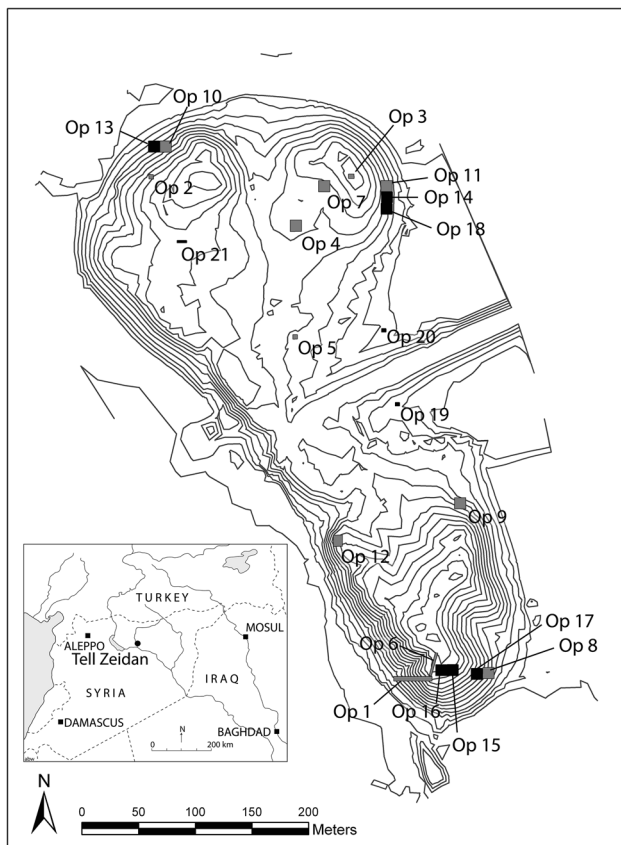 Op 10
Op 13
Op 3
Op 2
Op 11
Op 7
Op 14
Op 4
Op 18
Op 21
Op 5
Op 20
Op 19
Op 9
Op 12
Op 17
Op 6
Op 8
Op 1
Op 16
Op 15
TURKEY
ALEPPO
MOSUL
Tell Zeidan
SYRIA
IRAQ
DAMASCUS
BAGHDAD
N
0 200 km
N
0 50 100 150 200
Meters